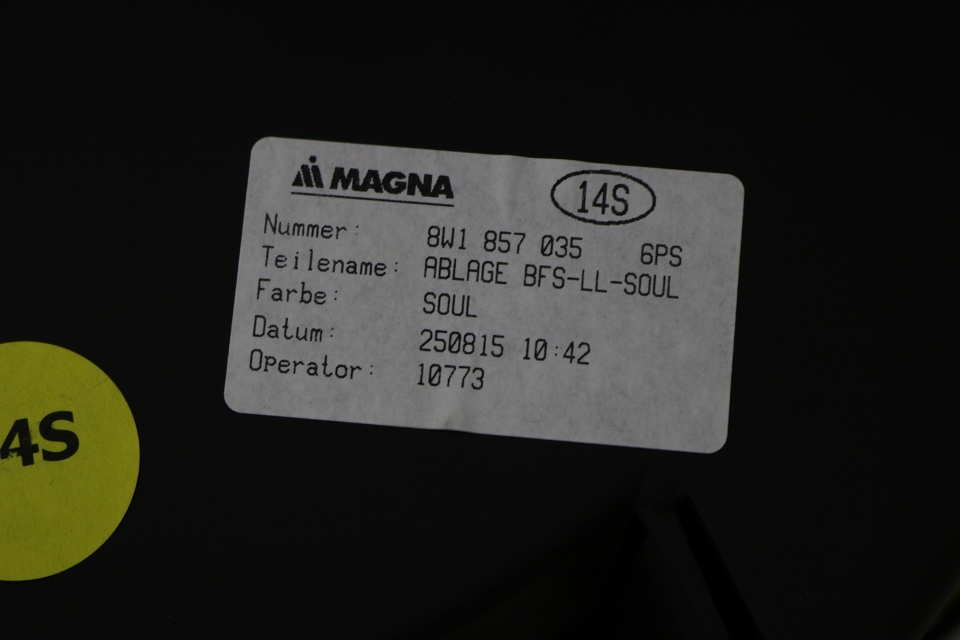 MAGNA
14S
Nummer: 8W1 857 035 6PS
Teilename: ABLAGE BFS-LL-SOUL
Farbe: SOUL
Datum: 250815 10:42
Operator: 10773
4S